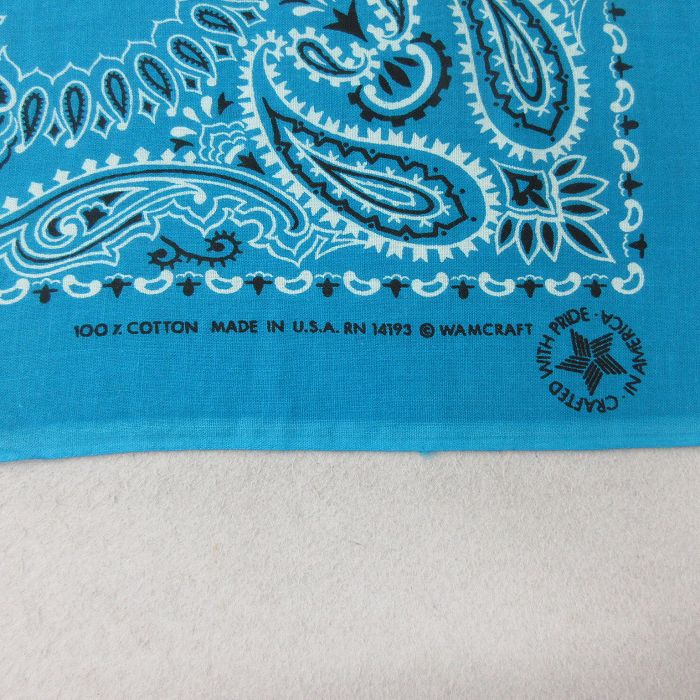 100 % COTTON MADE IN U.S.A. RN 14193 © WAMCRAFT
CRAFTED WITH PRIDE · IN AMERICA ·